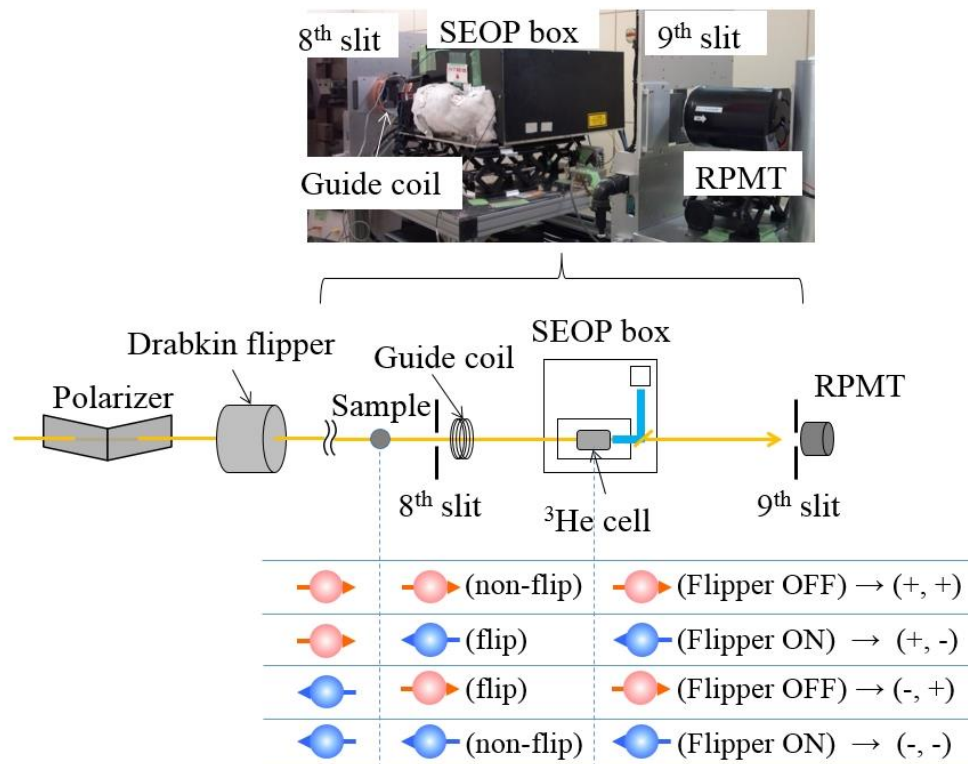 8th slit
SEOP box
9th slit
Guide coil
RPMT
SEOP box
Drabkin flipper
Guide coil
RPMT
Polarizer
Sample
8th slit
3He cell
9th slit
(non-flip) (Flipper OFF) → (+, +)
(flip) (Flipper ON) → (+, -)
(flip) (Flipper OFF) → (-, +)
(non-flip) (Flipper ON) → (-, -)